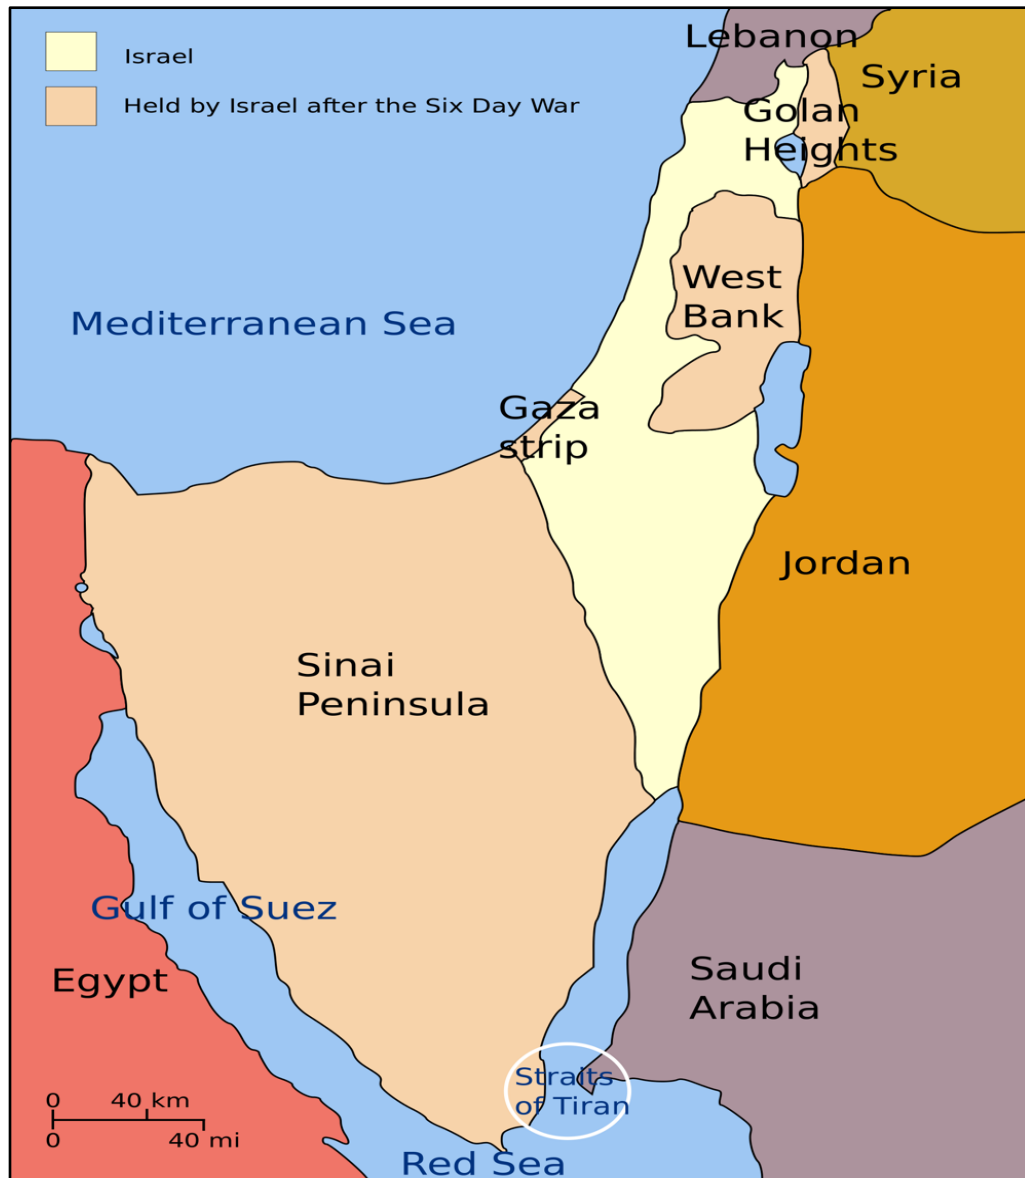 Israel
Held by Israel after the Six Day War
Lebanon
Syria
Golan
Heights
West
Bank
Mediterranean Sea
Gaza
strip
Jordan
Sinai
Peninsula
Gulf of Suez
Egypt
Saudi
Arabia
Straits
of Tiran
0 40 km
0 40 mi
Red Sea